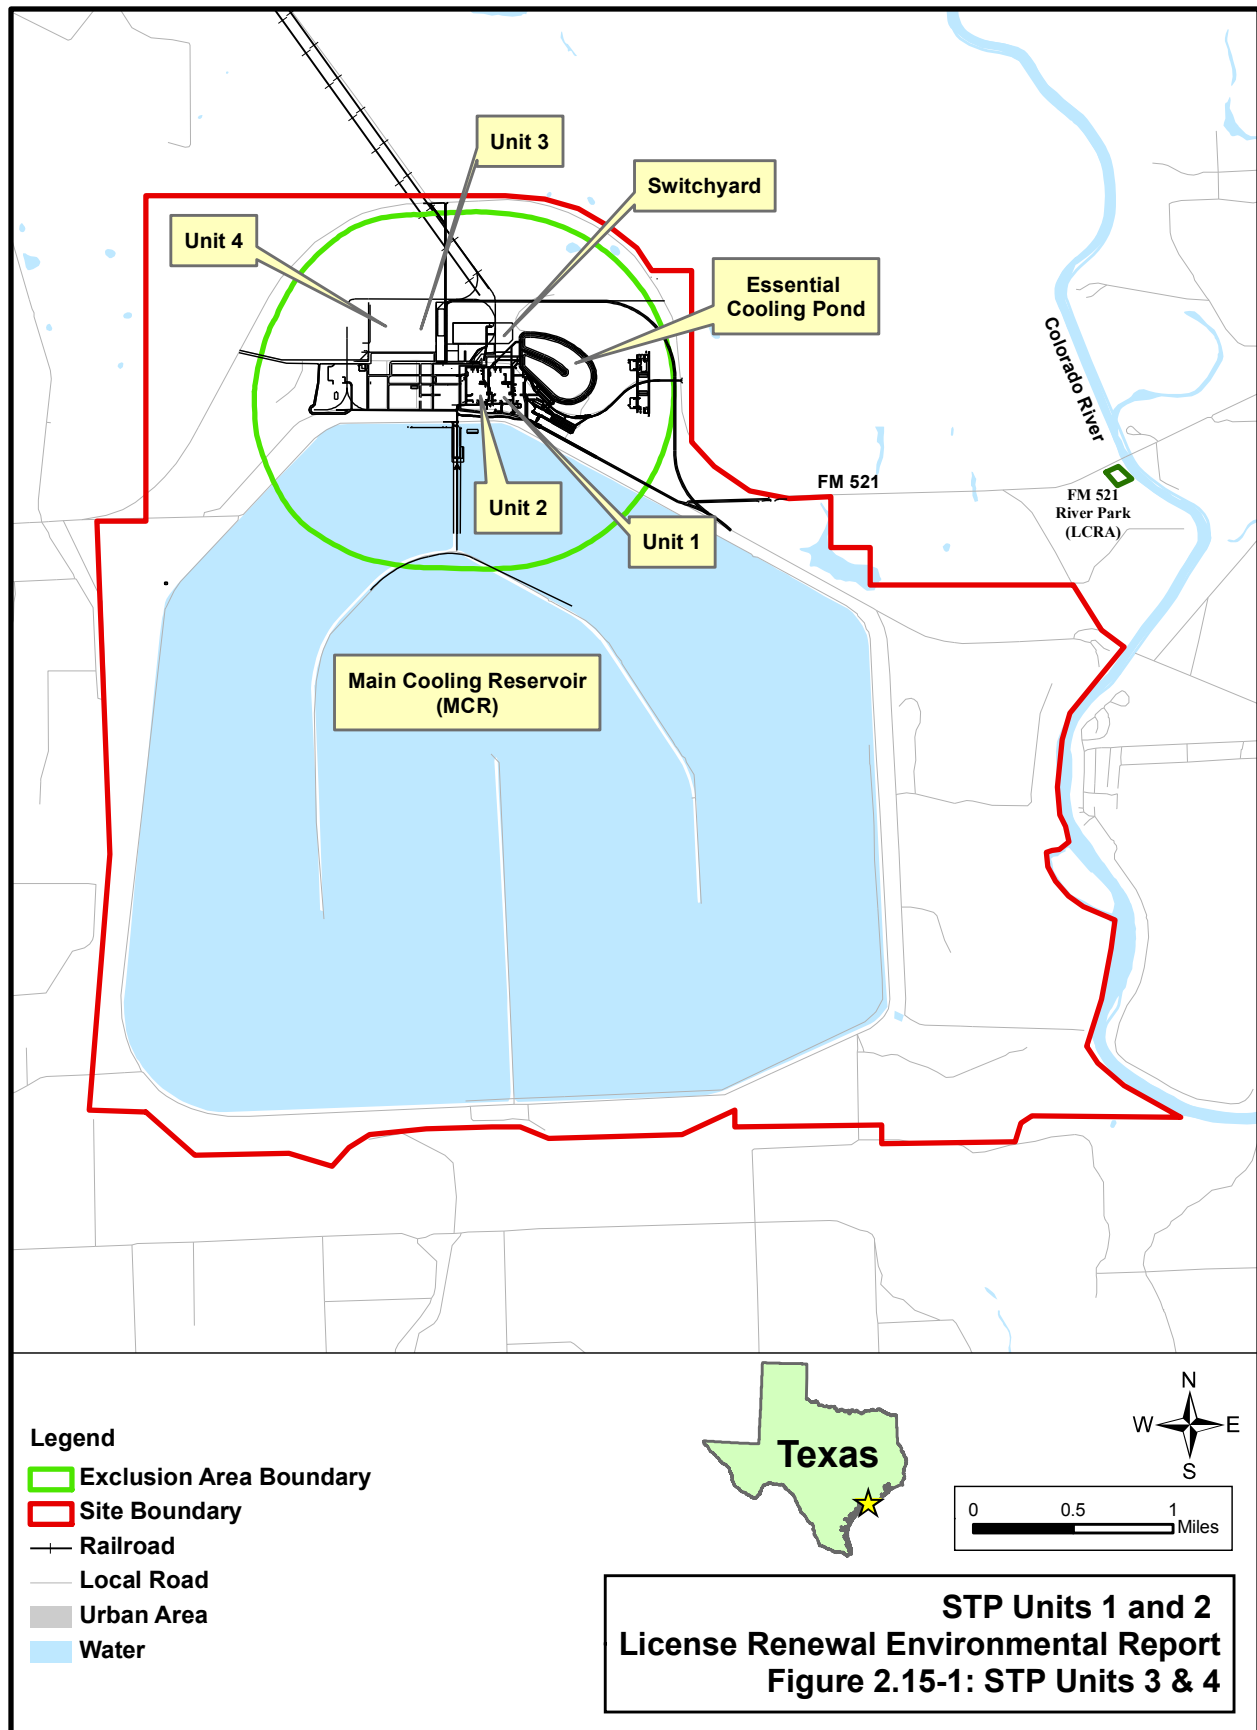 Unit 3
Switchyard
Unit 4
Essential
Cooling Pond
Colorado River
FM 521
FM 521
River Park
(LCRA)
Unit 2
Unit 1
Main Cooling Reservoir
(MCR)
Legend
Exclusion Area Boundary
Site Boundary
Railroad
Local Road
Urban Area
Water
Texas
N
W
E
S
0 0.5 1
Miles
STP Units 1 and 2
License Renewal Environmental Report
Figure 2.15-1: STP Units 3 & 4